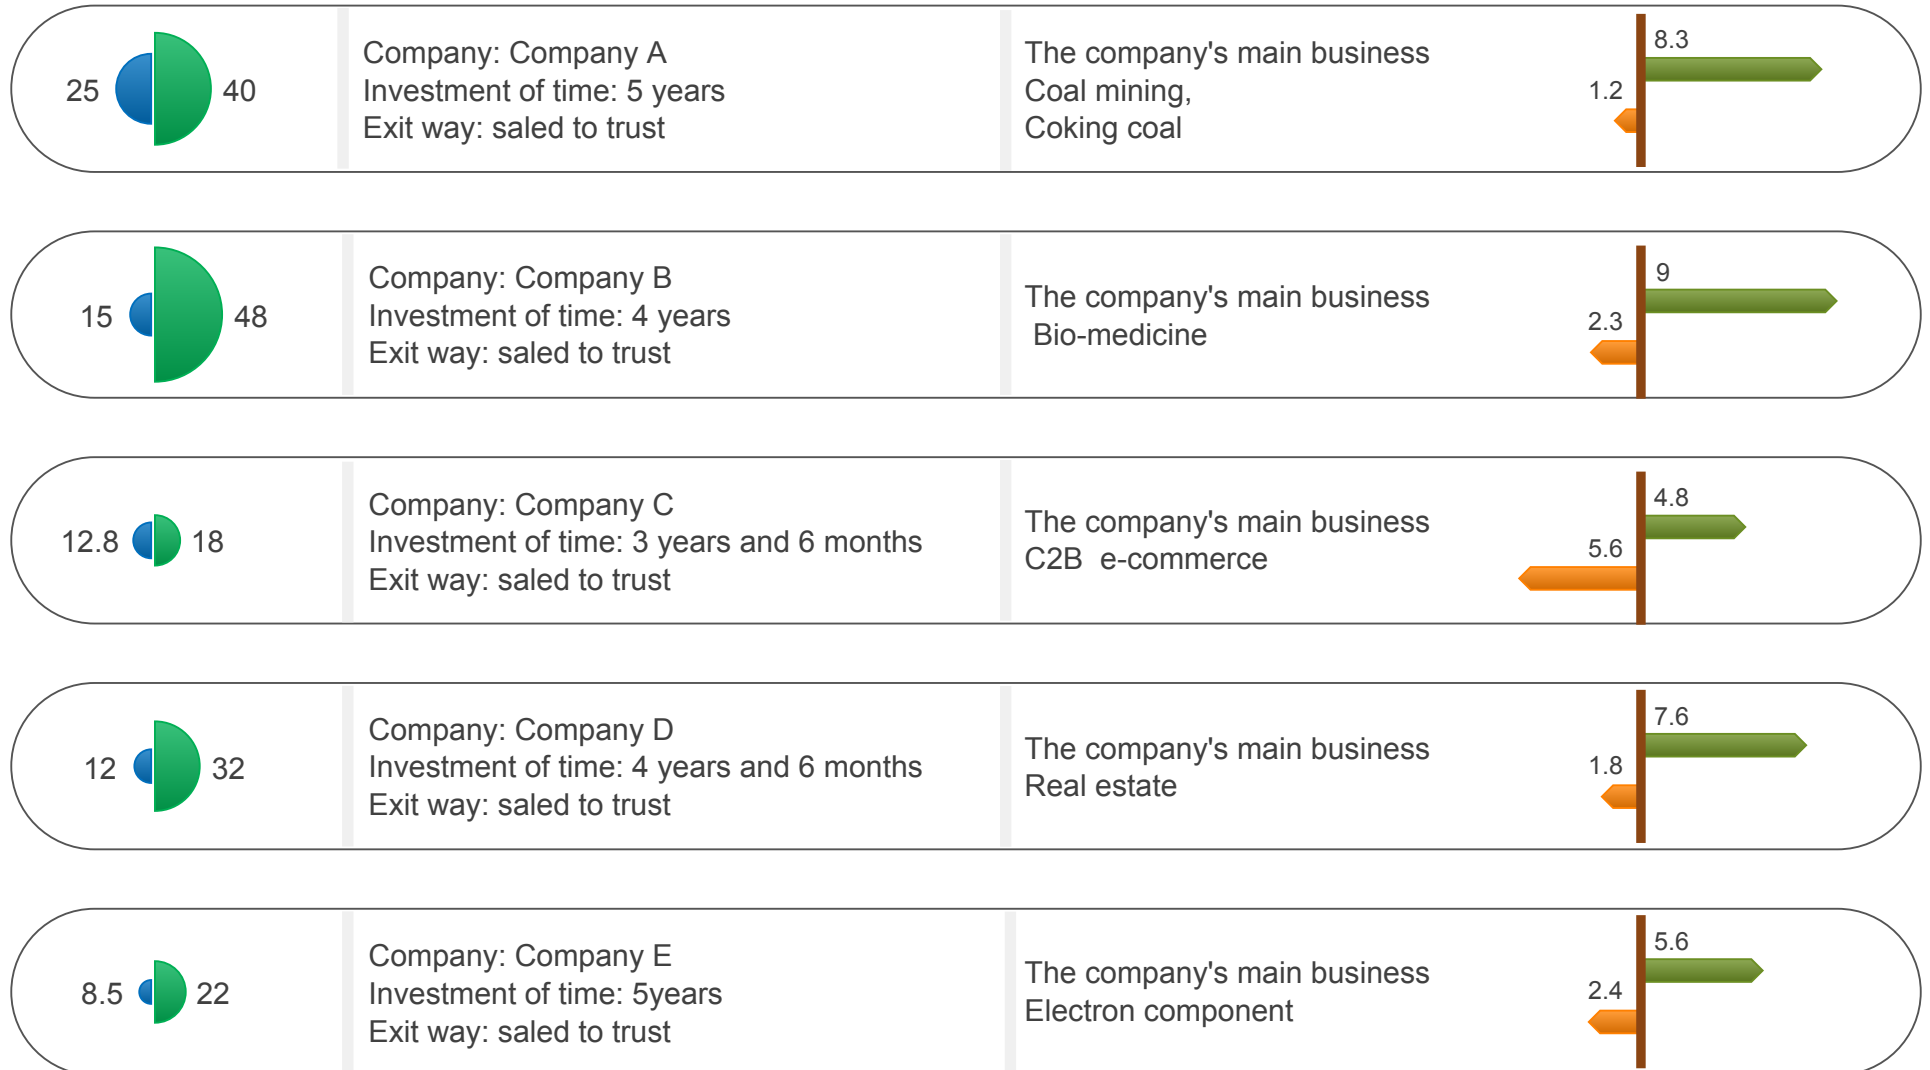 25
40
Company: Company A
Investment of time: 5 years
Exit way: saled to trust
The company's main business
Coal mining,
Coking coal
8.3
1.2
15
48
Company: Company B
Investment of time: 4 years
Exit way: saled to trust
The company's main business
Bio-medicine
9
2.3
12.8
18
Company: Company C
Investment of time: 3 years and 6 months
Exit way: saled to trust
The company's main business
C2B e-commerce
4.8
5.6
12
32
Company: Company D
Investment of time: 4 years and 6 months
Exit way: saled to trust
The company's main business
Real estate
7.6
1.8
8.5
22
Company: Company E
Investment of time: 5years
Exit way: saled to trust
The company's main business
Electron component
5.6
2.4